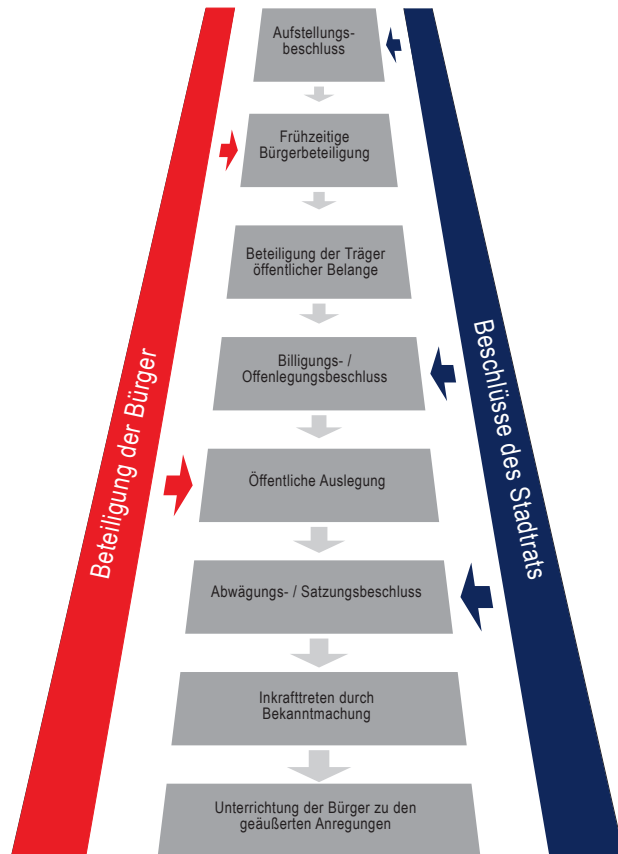 Aufstellungs-
beschluss
Frühzeitige
Bürgerbeteiligung
Beteiligung der Träger
öffentlicher Belange
Billigungs- /
Offenlegungsbeschluss
Öffentliche Auslegung
Abwägungs- / Satzungsbeschluss
Inkrafttreten durch
Bekanntmachung
Unterrichtung der Bürger zu den
geäußerten Anregungen
Beteiligung der Bürger
Beschlüsse des Stadtrats